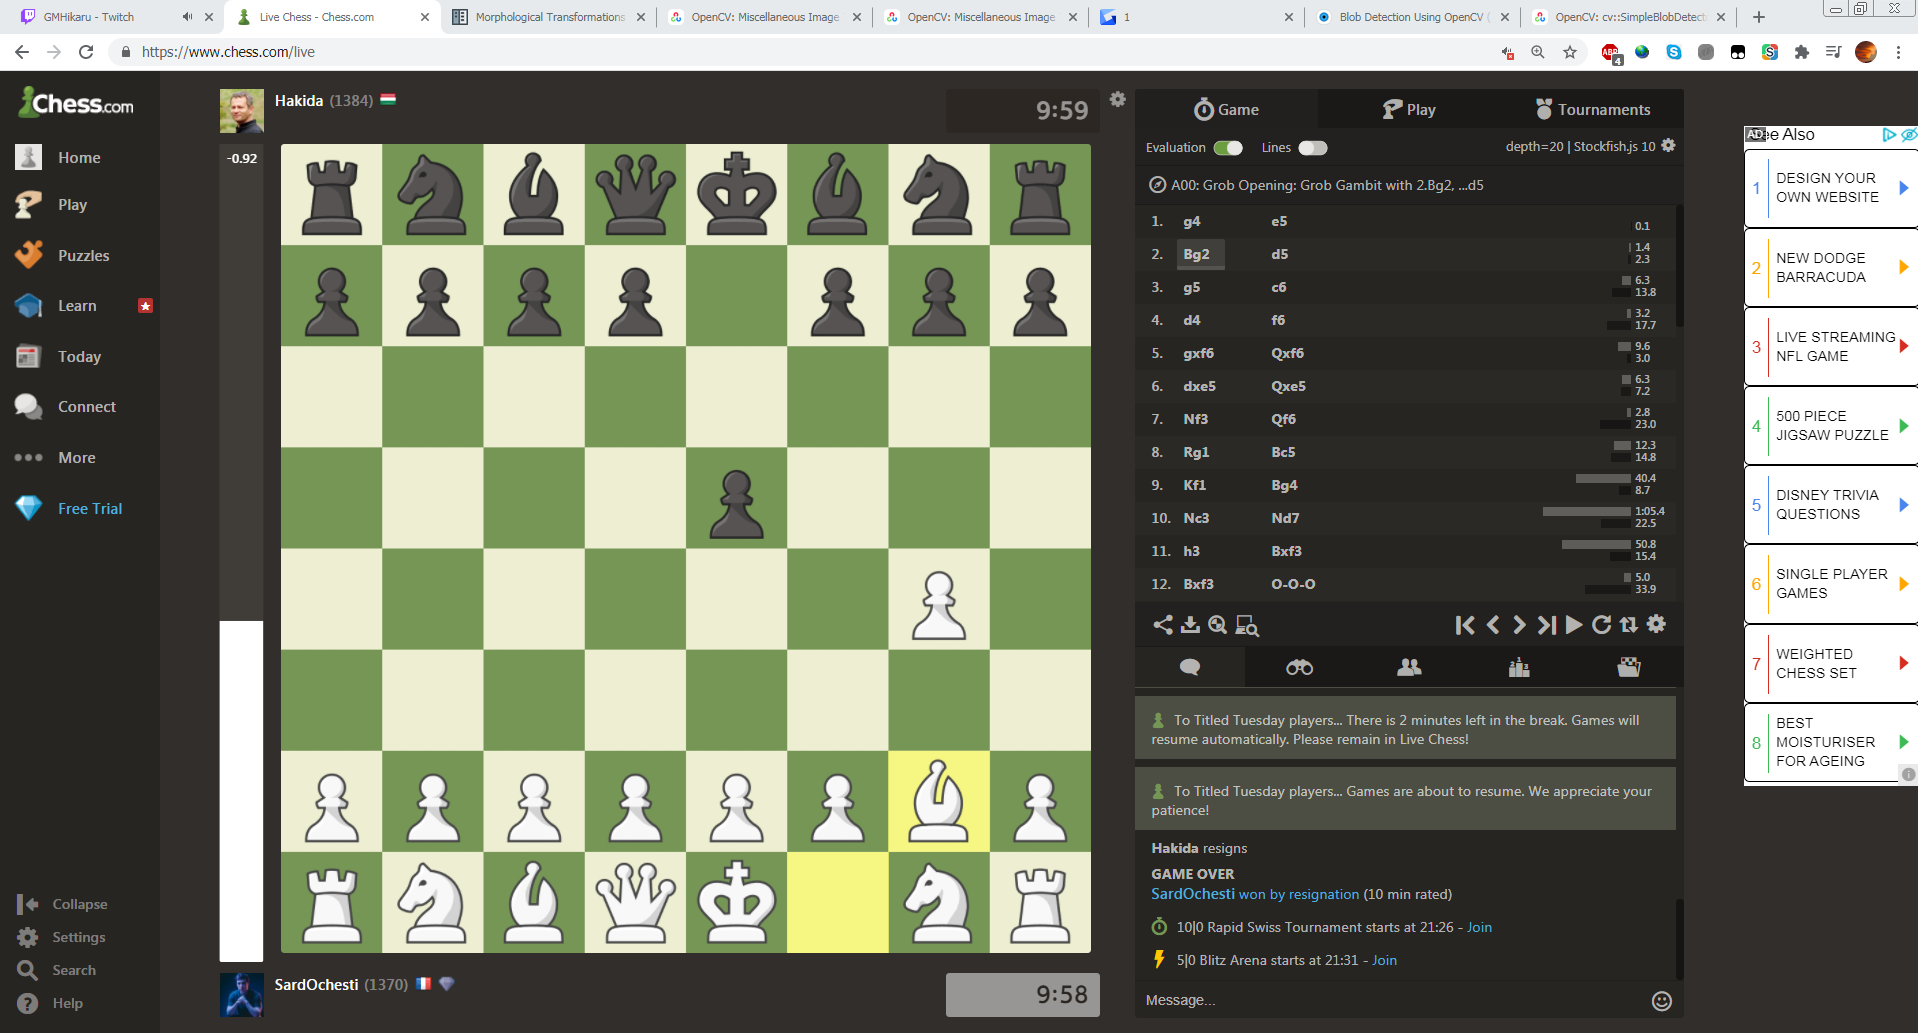 GMHikaru - Twitch
Live Chess - Chess.com
Morphological Transformations
OpenCV: Miscellaneous Image
OpenCV: Miscellaneous Image
1
Blob Detection Using OpenCV (
OpenCV: cv::SimpleBlobDetect
https://www.chess.com/live
ABP
4
Chess.com
Home
Play
Puzzles
Learn
Today
Connect
More
Free Trial
Collapse
Settings
Search
Help
Hakida (1384)
9:59
-0.92
SardOchesti (1370)
9:58
Game
Play
Tournaments
Evaluation
Lines
depth=20 | Stockfish.js 10
A00: Grob Opening: Grob Gambit with 2.Bg2, ...d5
1. g4 e5 0.1
2. Bg2 d5 1.4 2.3
3. g5 c6 6.3 13.8
4. d4 f6 3.2 17.7
5. gxf6 Qxf6 9.6 3.0
6. dxe5 Qxe5 6.3 7.2
7. Nf3 Qf6 2.8 23.0
8. Rg1 Bc5 12.3 14.8
9. Kf1 Bg4 40.4 8.7
10. Nc3 Nd7 1:05.4 22.5
11. h3 Bxf3 50.8 15.4
12. Bxf3 O-O-O 5.0 33.9
To Titled Tuesday players... There is 2 minutes left in the break. Games will
resume automatically. Please remain in Live Chess!
To Titled Tuesday players... Games are about to resume. We appreciate your
patience!
Hakida resigns
GAME OVER
SardOchesti won by resignation (10 min rated)
10|0 Rapid Swiss Tournament starts at 21:26 - Join
5|0 Blitz Arena starts at 21:31 - Join
Message...
AD
ee Also
1 DESIGN YOUR
OWN WEBSITE
2 NEW DODGE
BARRACUDA
3 LIVE STREAMING
NFL GAME
4 500 PIECE
JIGSAW PUZZLE
5 DISNEY TRIVIA
QUESTIONS
6 SINGLE PLAYER
GAMES
7 WEIGHTED
CHESS SET
8 BEST
MOISTURISER
FOR AGEING